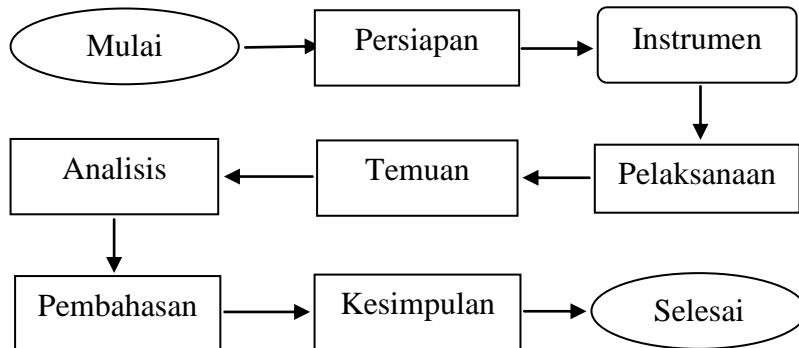 Mulai
Persiapan
Instrumen
Pelaksanaan
Temuan
Analisis
Pembahasan
Kesimpulan
Selesai